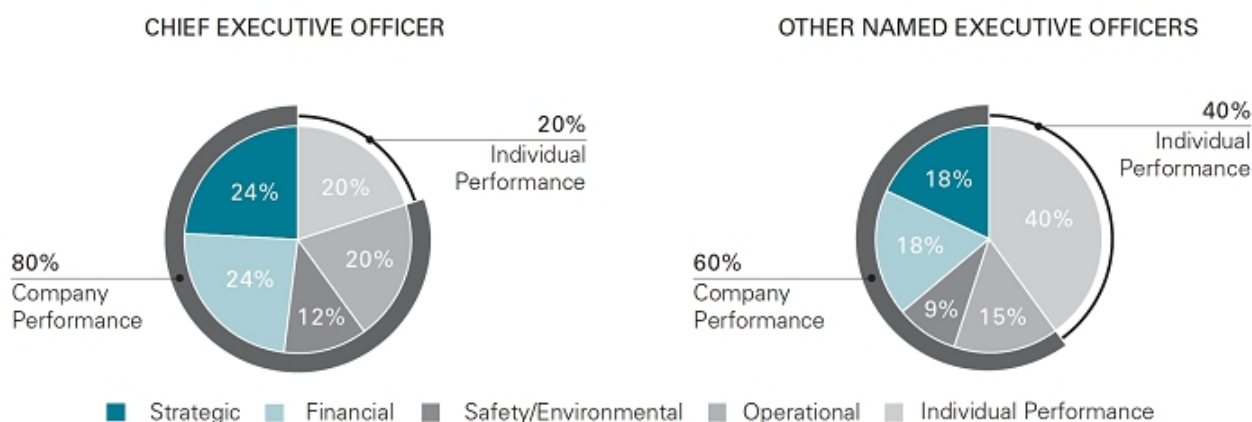 CHIEF EXECUTIVE OFFICER
20%
Individual
Performance
24%
20%
20%
24%
12%
80%
Company
Performance
OTHER NAMED EXECUTIVE OFFICERS
40%
Individual
Performance
18%
40%
18%
9%
15%
60%
Company
Performance
Strategic Financial Safety/Environmental Operational Individual Performance